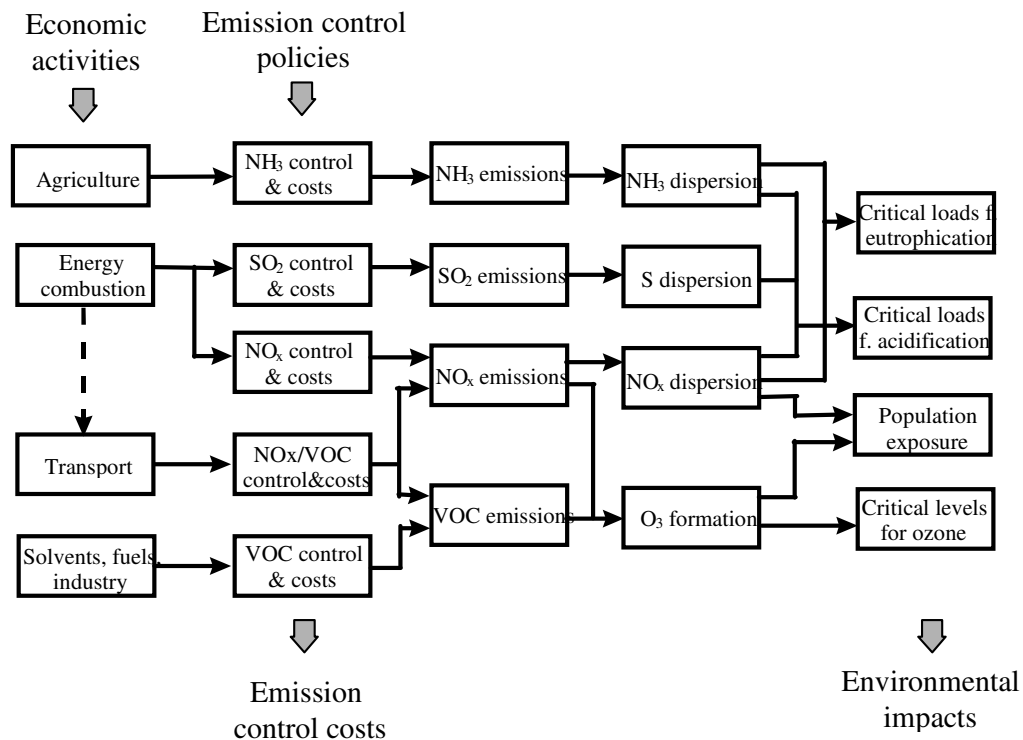 Economic
activities
Emission control
policies
Agriculture
NH₃ control
& costs
NH₃ emissions
NH₃ dispersion
Critical loads f.
eutrophication
Energy
combustion
SO₂ control
& costs
SO₂ emissions
S dispersion
Critical loads
f. acidification
NOₓ control
& costs
NOₓ emissions
NOₓ dispersion
Population
exposure
Transport
NOx/VOC
control&costs
VOC emissions
O₃ formation
Critical levels
for ozone
Solvents, fuels,
industry
VOC control
& costs
Emission
control costs
Environmental
impacts